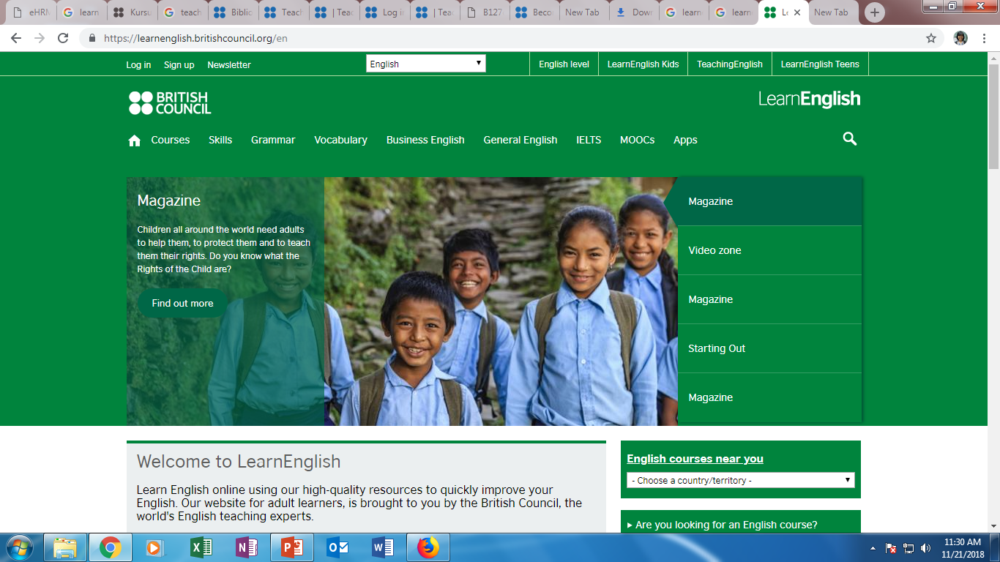 eHRM
learn
Kursu
teach
Biblio
Teach
| Teac
Log in
| Teac
B127
Beco
New Tab
Dow
learn
learn
Le
New Tab
https://learnenglish.britishcouncil.org/en
Log in Sign up Newsletter
English
English level LearnEnglish Kids TeachingEnglish LearnEnglish Teens
BRITISH
COUNCIL
LearnEnglish
Courses Skills Grammar Vocabulary Business English General English IELTS MOOCs Apps
Magazine
Children all around the world need adults
to help them, to protect them and to teach
them their rights. Do you know what the
Rights of the Child are?
Find out more
Magazine
Video zone
Magazine
Starting Out
Magazine
Welcome to LearnEnglish
Learn English online using our high-quality resources to quickly improve your
English. Our website for adult learners, is brought to you by the British Council, the
world's English teaching experts.
English courses near you
- Choose a country/territory -
Are you looking for an English course?
11:30 AM
11/21/2018